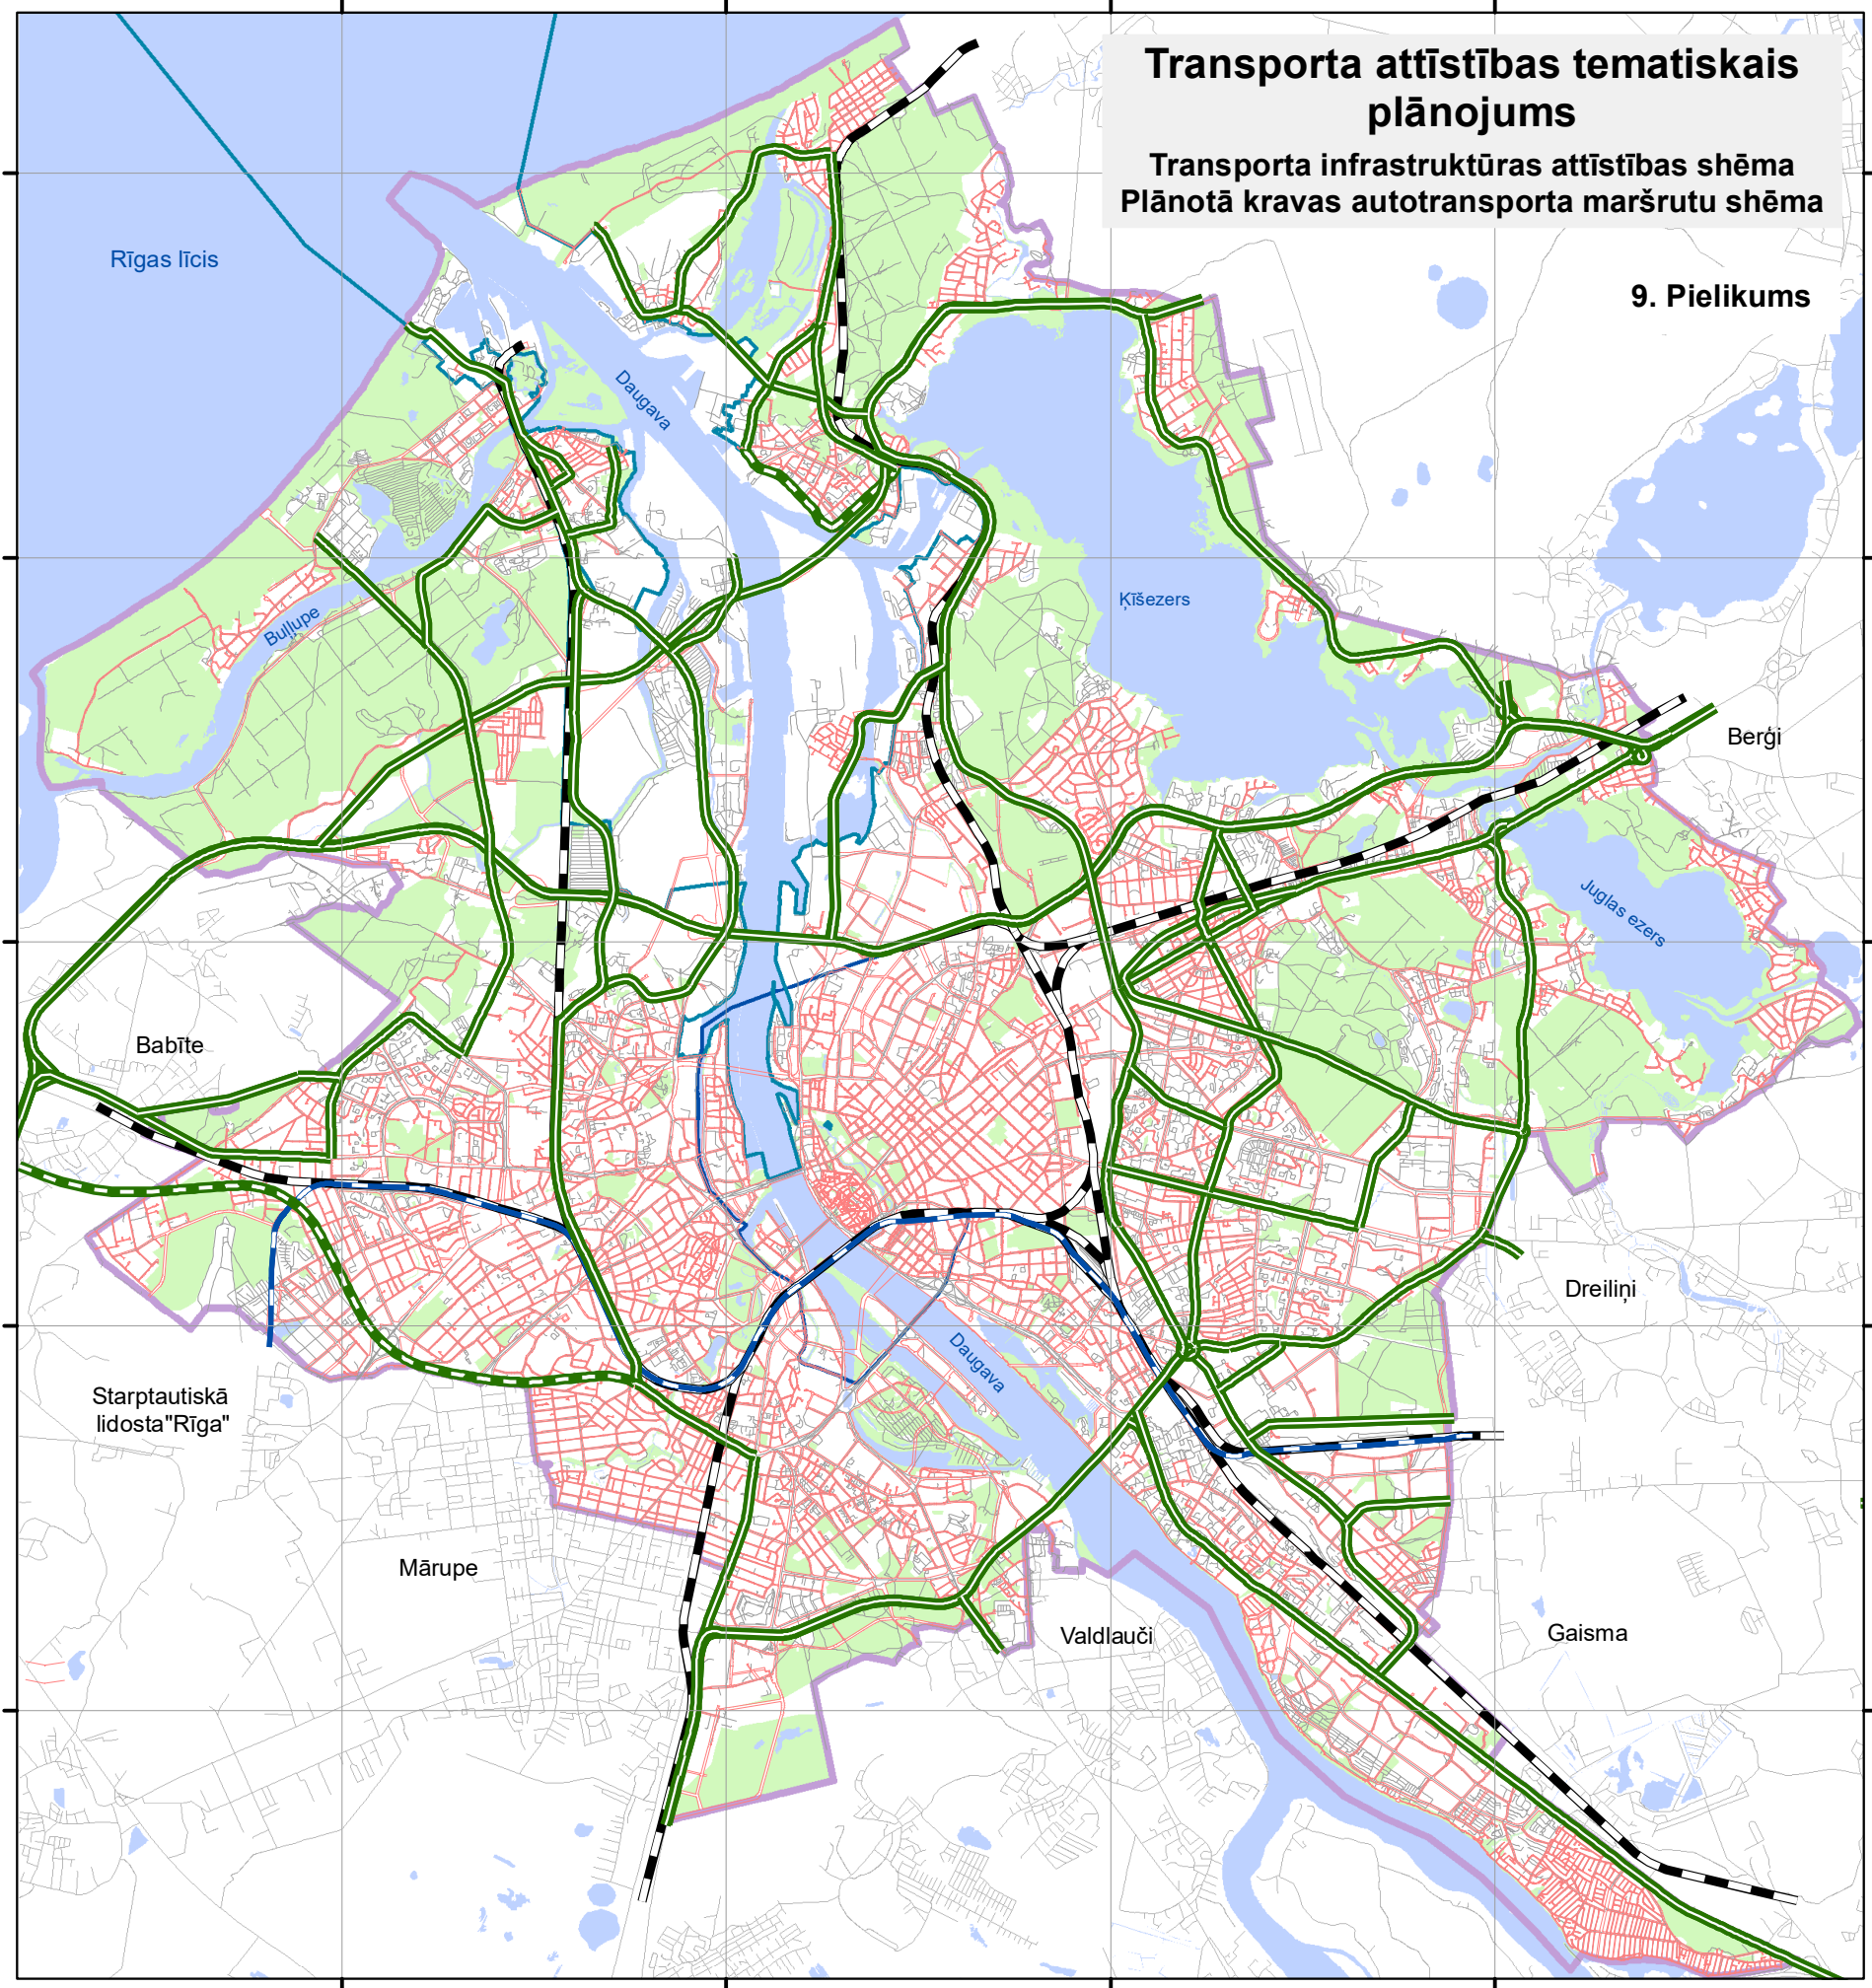 Transporta attīstības tematiskais
plānojums
Transporta infrastruktūras attīstības shēma
Plānotā kravas autotransporta maršrutu shēma
9. Pielikums
Rīgas līcis
Daugava
Buļļupe
Ķīšezers
Berģi
Juglas ezers
Babīte
Dreiliņi
Daugava
Starptautiskā
lidosta"Rīga"
Mārupe
Valdlauči
Gaisma